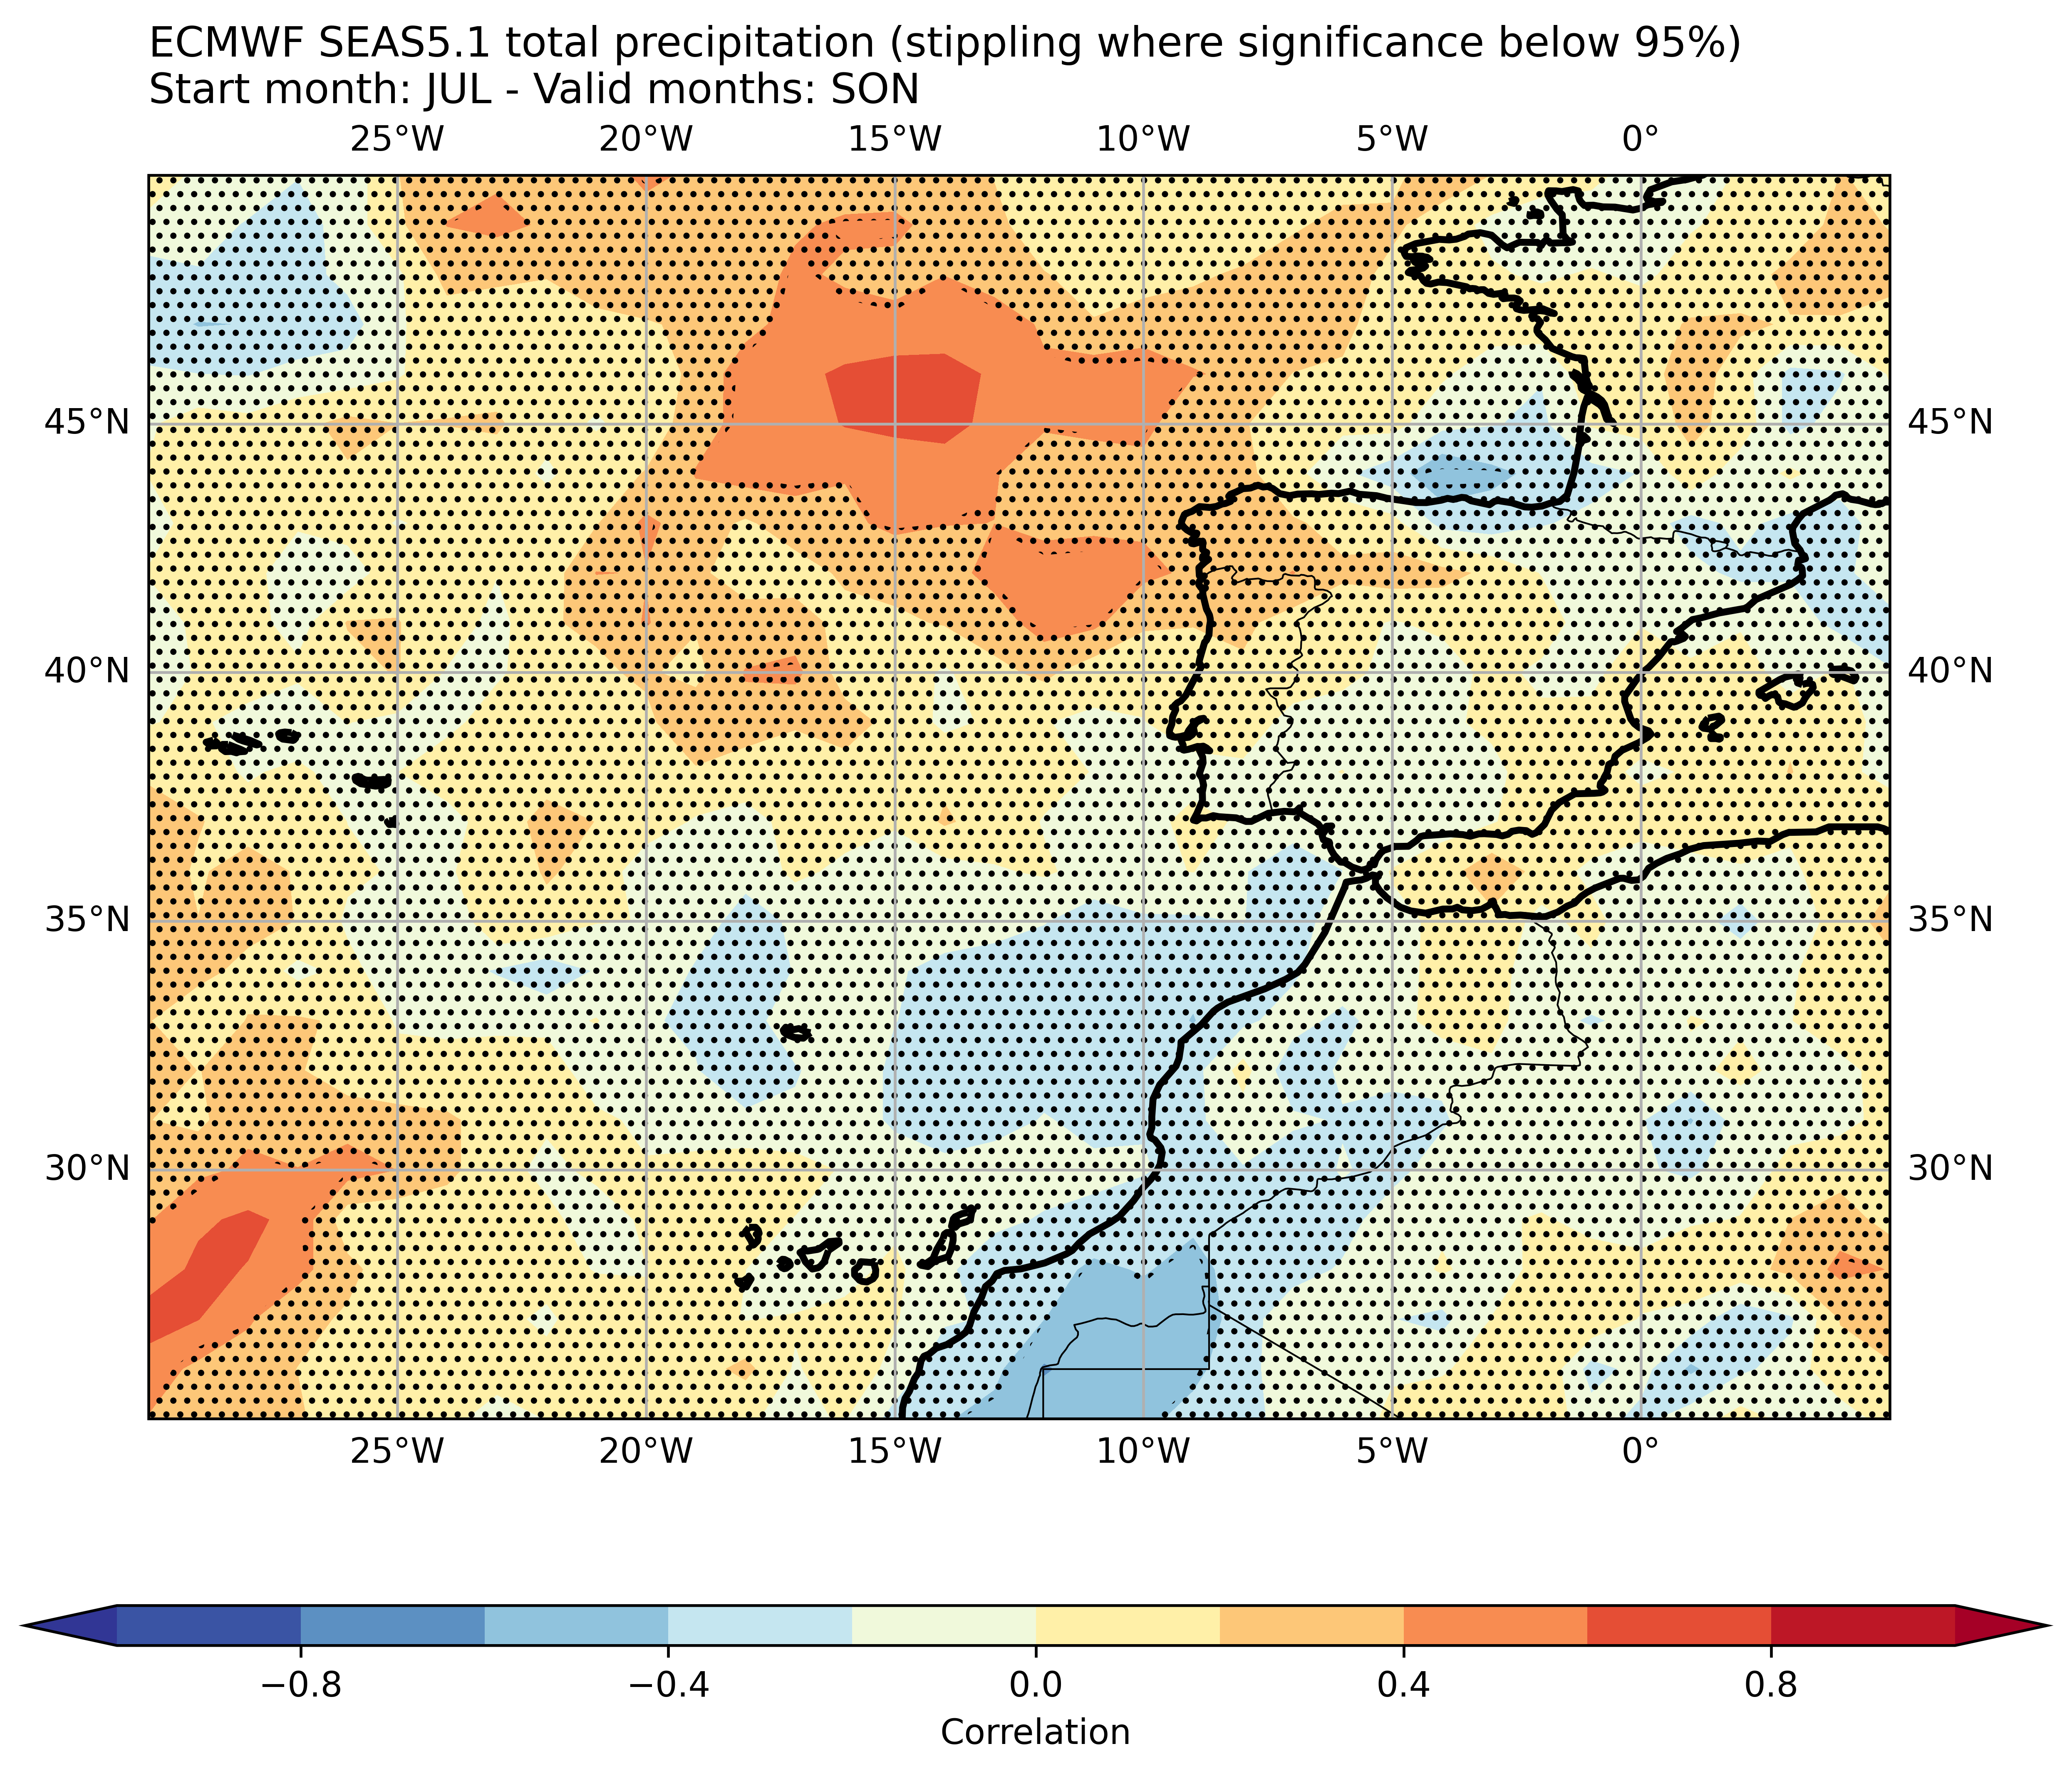 ECMWF SEAS5.1 total precipitation (stippling where significance below 95%)
Start month: JUL - Valid months: SON
25°W 20°W 15°W 10°W 5°W 0°
45°N 45°N
40°N 40°N
35°N 35°N
30°N 30°N
25°W 20°W 15°W 10°W 5°W 0°
−0.8 −0.4 0.0 0.4 0.8
Correlation